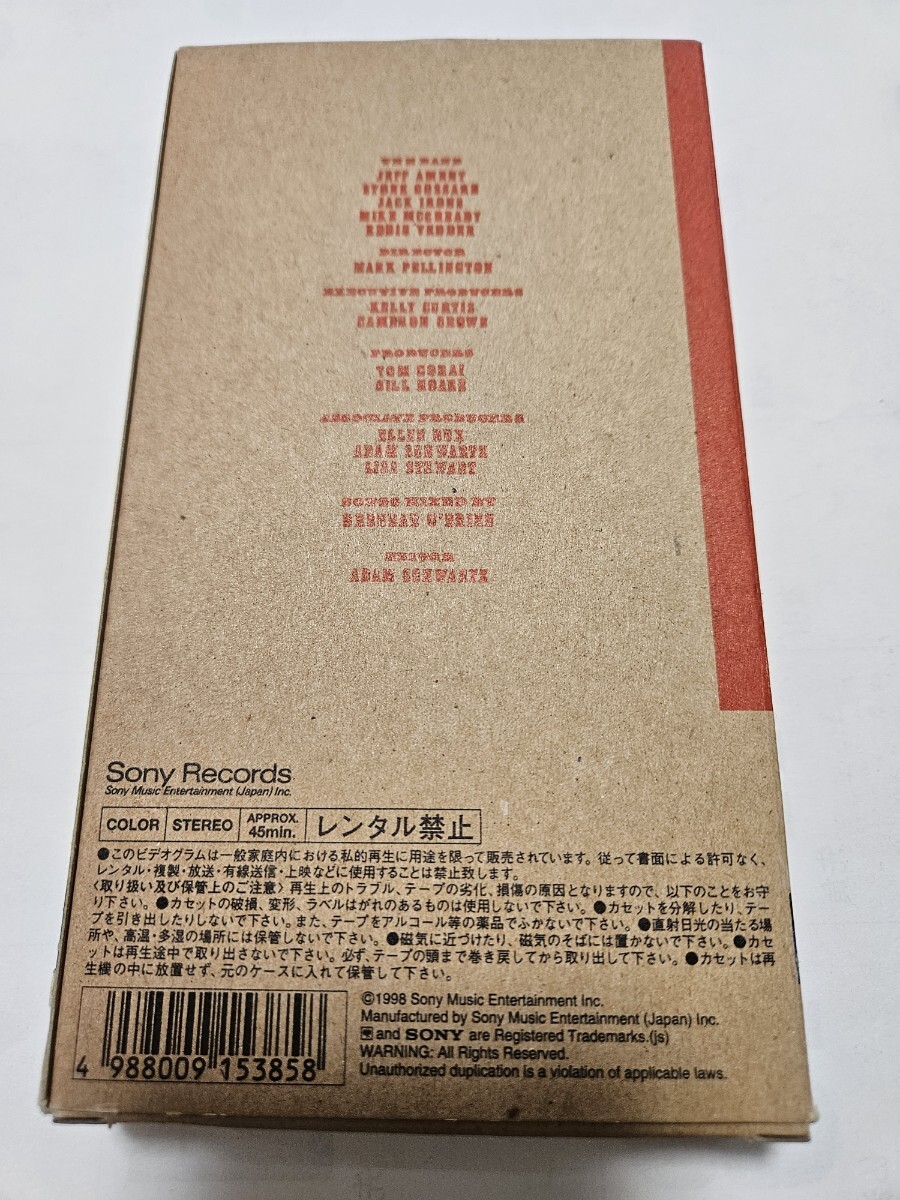 THE BAND
JEFF AMENT
STONE GOSSARD
JACK IRONS
MIKE MCCREADY
EDDIE VEDDER
DIRECTOR
MARK PELLINGTON
EXECUTIVE PRODUCERS
KELLY CURTIS
CAMERON CROWE
PRODUCERS
TOM GORAI
GILL HOLLAND
ASSOCIATE PRODUCERS
ELLEN
ADAM SCHWARTZ
LISA STEWART
SONGS MIXED BY
BRENDAN O'BRIEN
EDITOR
ADAM SCHWARTZ
Sony Records
Sony Music Entertainment (Japan) Inc.
COLOR STEREO APPROX. 45min. レンタル禁止
●このビデオグラムは一般家庭内における私的再生に用途を限って販売されています。従って書面による許可なく、
レンタル・複製・放送・有線送信・上映などに使用することは禁止致します。
〈取り扱い及び保管上のご注意〉再生上のトラブル、テープの劣化、損傷の原因となりますので、以下のことをお守
り下さい。●カセットの破損、変形、ラベルはがれのあるものは使用しないで下さい。●カセットを分解したり、テー
プを引き出したりしないで下さい。また、テープをアルコール等の薬品でふかないで下さい。●直射日光の当たる場
所や、高温・多湿の場所には保管しないで下さい。●磁気に近づけたり、磁気のそばには置かないで下さい。●カセ
ットは再生途中で取り出さないで下さい。必ず、テープの頭まで巻き戻してから取り出して下さい。●カセットは再
生機の中に放置せず、元のケースに入れて保管して下さい。
©1998 Sony Music Entertainment Inc.
Manufactured by Sony Music Entertainment (Japan) Inc.
and SONY are Registered Trademarks.(js)
WARNING: All Rights Reserved.
Unauthorized duplication is a violation of applicable laws.
4 988009 153858